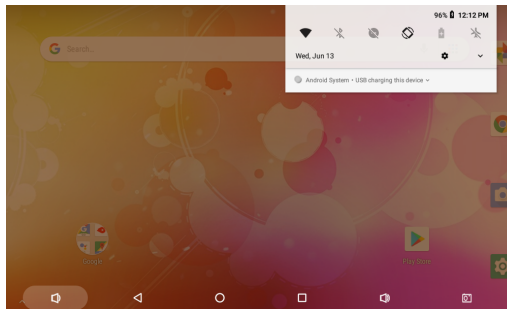 96% 12:12 PM
G Search...
Wed, Jun 13
Android System • USB charging this device
Google
Play Store